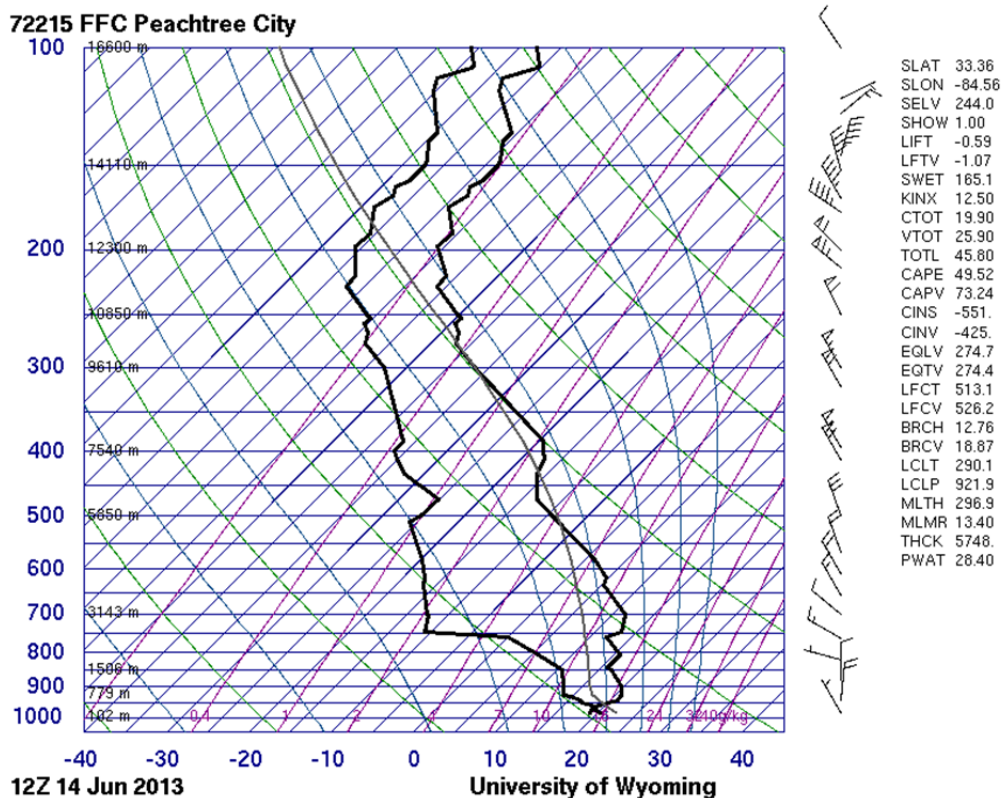 72215 FFC Peachtree City
100
16600 m
14110 m
200
12300 m
10850 m
300
9610 m
400
7540 m
500
5850 m
600
700
3143 m
800
1506 m
900
779 m
1000
102 m
0.4
1
2
4
7
10
16
24
32
40g/kg
-40
-30
-20
-10
0
10
20
30
40
12Z 14 Jun 2013
University of Wyoming
SLAT 33.36
SLON -84.56
SELV 244.0
SHOW 1.00
LIFT -0.59
LFTV -1.07
SWET 165.1
KINX 12.50
CTOT 19.90
VTOT 25.90
TOTL 45.80
CAPE 49.52
CAPV 73.24
CINS -551.
CINV -425.
EQLV 274.7
EQTV 274.4
LFCT 513.1
LFCV 526.2
BRCH 12.76
BRCV 18.87
LCLT 290.1
LCLP 921.9
MLTH 296.9
MLMR 13.40
THCK 5748.
PWAT 28.40